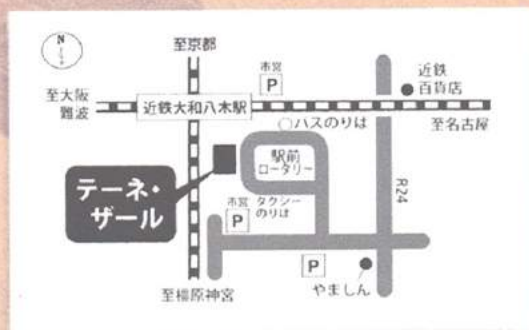 N
至京都
市営
P
近鉄
百貨店
至大阪
難波
近鉄大和八木駅
至名古屋
バスのりば
駅前
ロータリー
テーネ・
ザール
市営
P
タクシー
のりば
R24
P
やましん
至橿原神宮